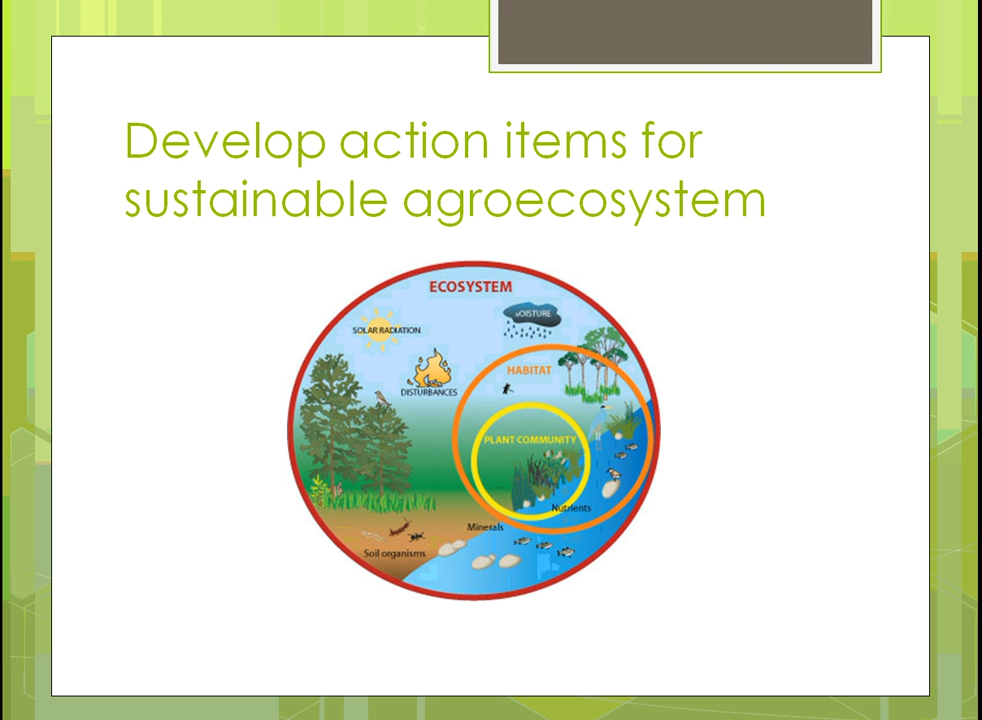 Develop action items for
sustainable agroecosystem
ECOSYSTEM
MOISTURE
SOLAR RADIATION
HABITAT
DISTURBANCES
PLANT COMMUNITY
Nutrients
Minerals
Soil organisms